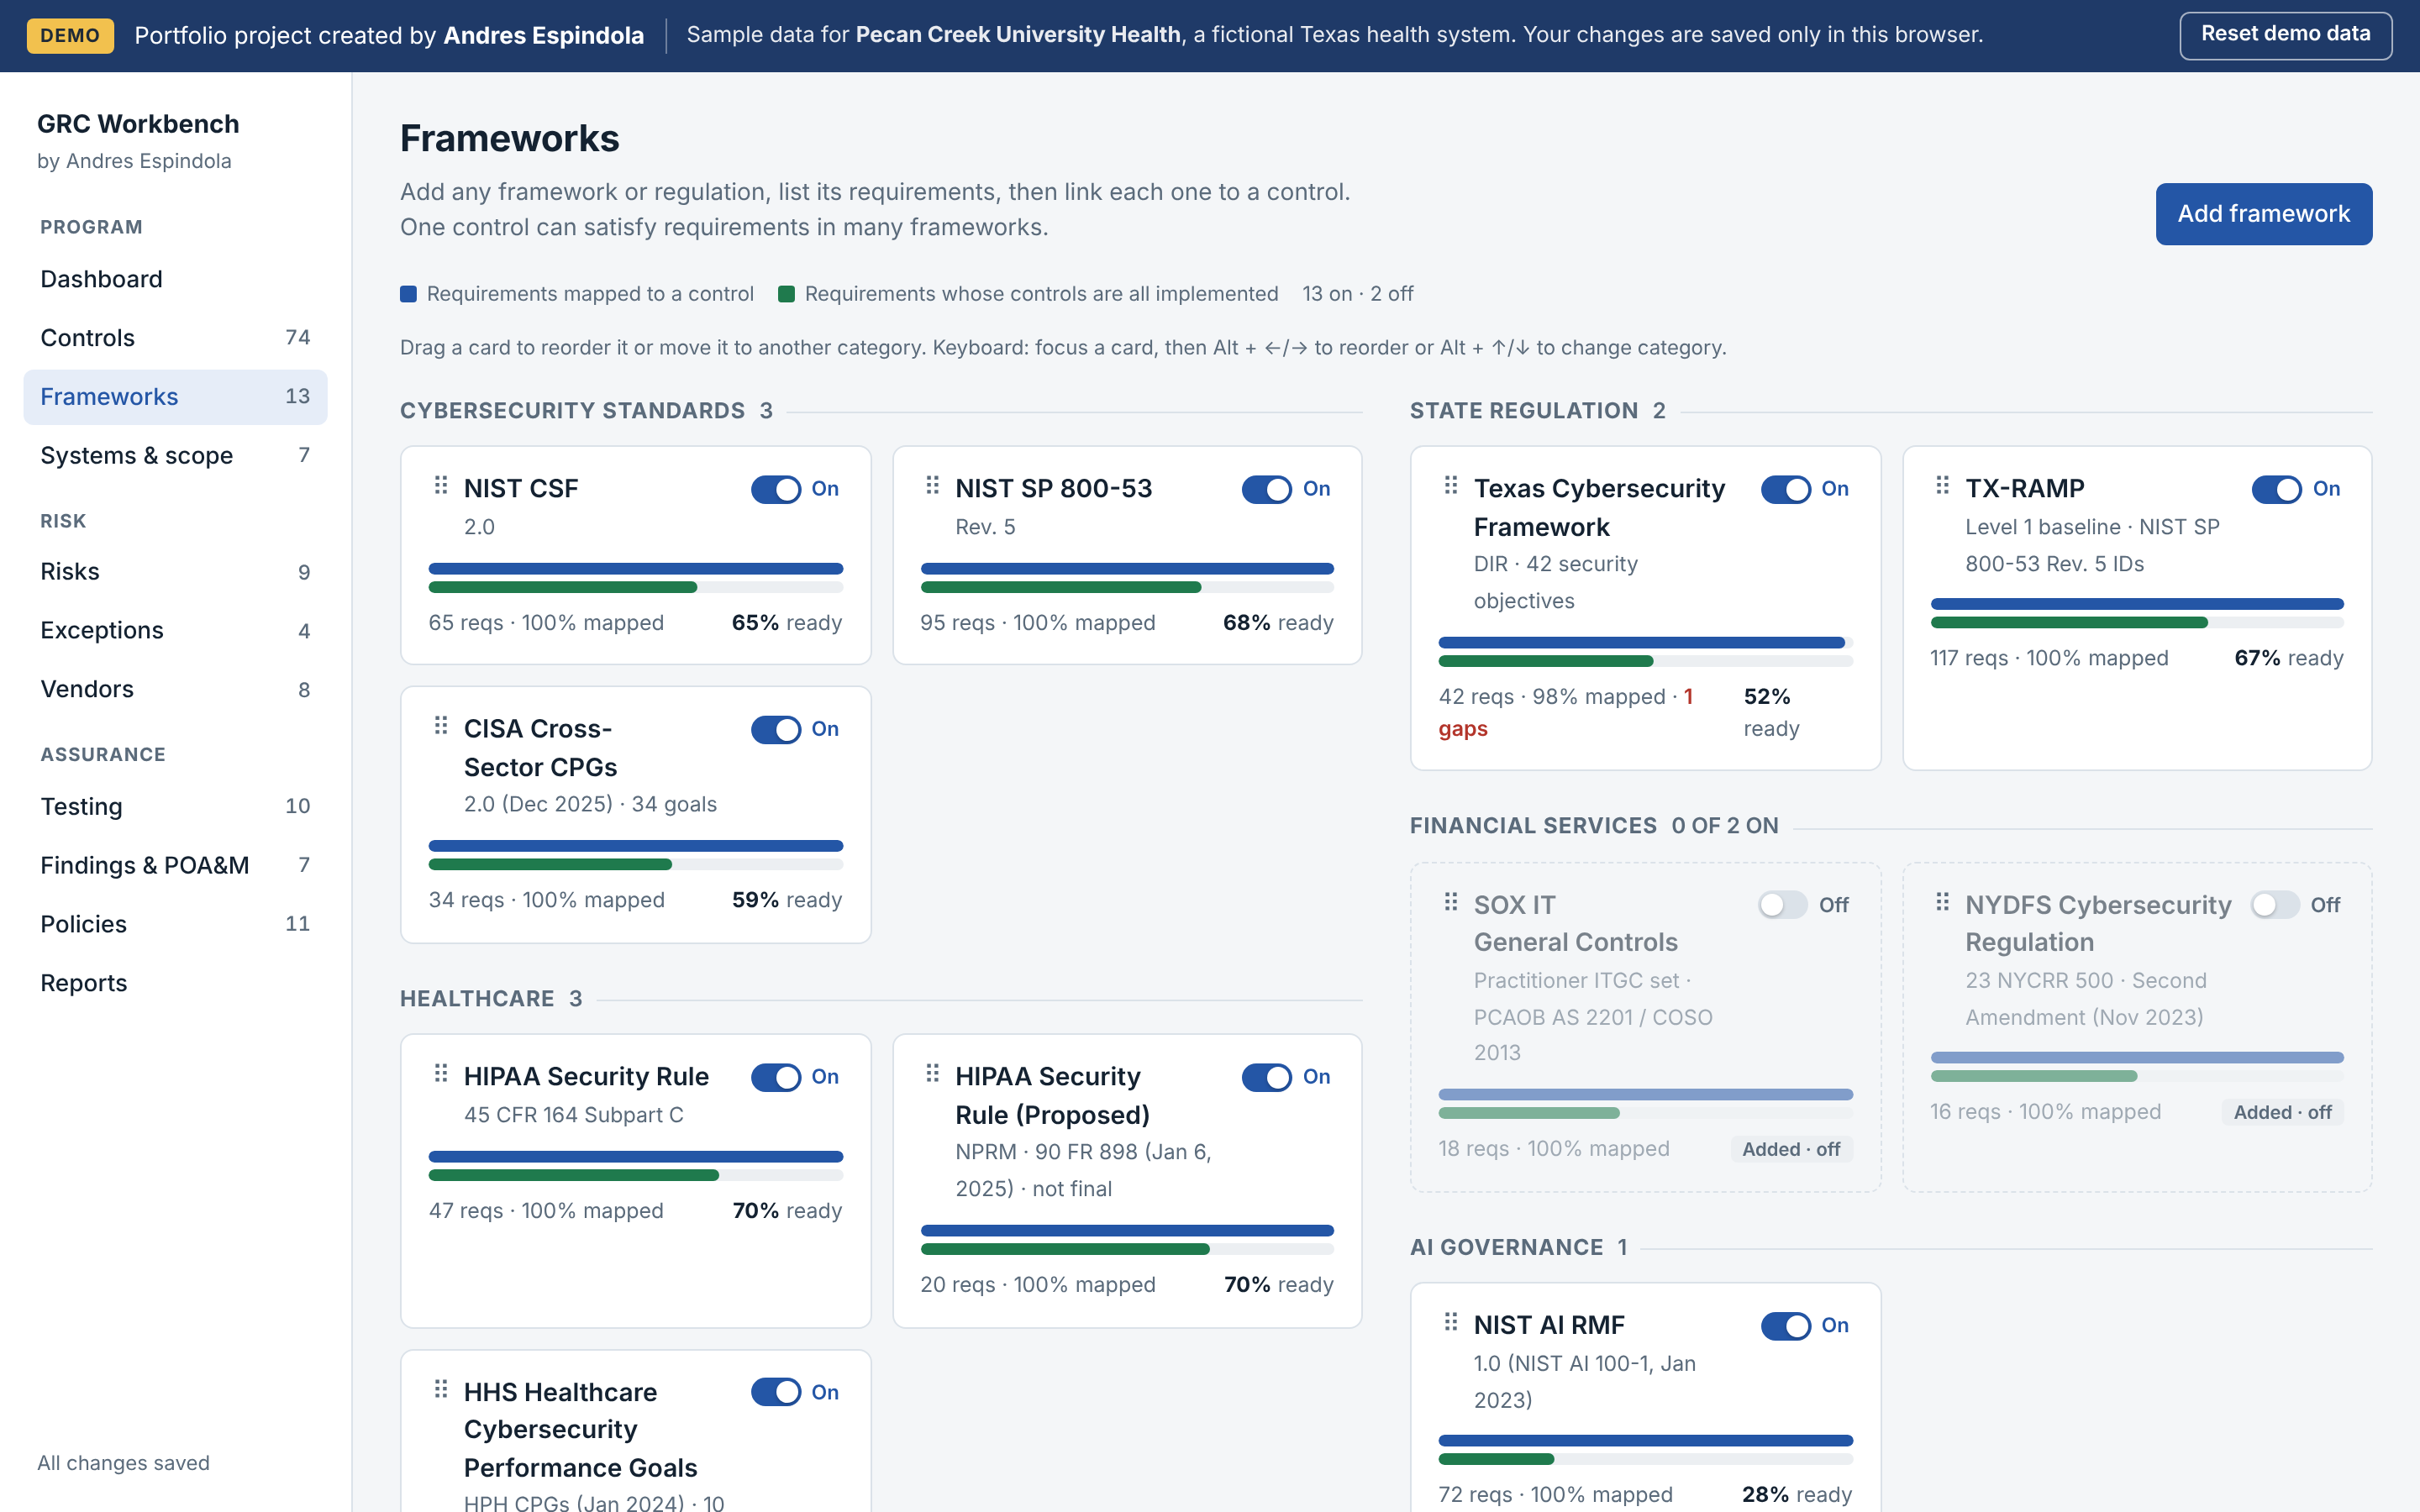 DEMO Portfolio project created by Andres Espindola Sample data for Pecan Creek University Health, a fictional Texas health system. Your changes are saved only in this browser. Reset demo data
GRC Workbench
by Andres Espindola
PROGRAM
Dashboard
Controls 74
Frameworks 13
Systems & scope 7
RISK
Risks 9
Exceptions 4
Vendors 8
ASSURANCE
Testing 10
Findings & POA&M 7
Policies 11
Reports
All changes saved
Frameworks
Add any framework or regulation, list its requirements, then link each one to a control.
One control can satisfy requirements in many frameworks.
Add framework
Requirements mapped to a control Requirements whose controls are all implemented 13 on · 2 off
Drag a card to reorder it or move it to another category. Keyboard: focus a card, then Alt + ←/→ to reorder or Alt + ↑/↓ to change category.
CYBERSECURITY STANDARDS 3
NIST CSF On
2.0
65 reqs · 100% mapped 65% ready
NIST SP 800-53 On
Rev. 5
95 reqs · 100% mapped 68% ready
CISA Cross-
Sector CPGs
On
2.0 (Dec 2025) · 34 goals
34 reqs · 100% mapped 59% ready
HEALTHCARE 3
HIPAA Security Rule On
45 CFR 164 Subpart C
47 reqs · 100% mapped 70% ready
HIPAA Security
Rule (Proposed)
On
NPRM · 90 FR 898 (Jan 6,
2025) · not final
20 reqs · 100% mapped 70% ready
HHS Healthcare
Cybersecurity
Performance Goals
On
HPH CPGs (Jan 2024) · 10
STATE REGULATION 2
Texas Cybersecurity
Framework
On
DIR · 42 security
objectives
42 reqs · 98% mapped · 1
gaps
52%
ready
TX-RAMP On
Level 1 baseline · NIST SP
800-53 Rev. 5 IDs
117 reqs · 100% mapped 67% ready
FINANCIAL SERVICES 0 OF 2 ON
SOX IT
General Controls
Off
Practitioner ITGC set ·
PCAOB AS 2201 / COSO
2013
18 reqs · 100% mapped Added · off
NYDFS Cybersecurity
Regulation
Off
23 NYCRR 500 · Second
Amendment (Nov 2023)
16 reqs · 100% mapped Added · off
AI GOVERNANCE 1
NIST AI RMF On
1.0 (NIST AI 100-1, Jan
2023)
72 reqs · 100% mapped 28% ready